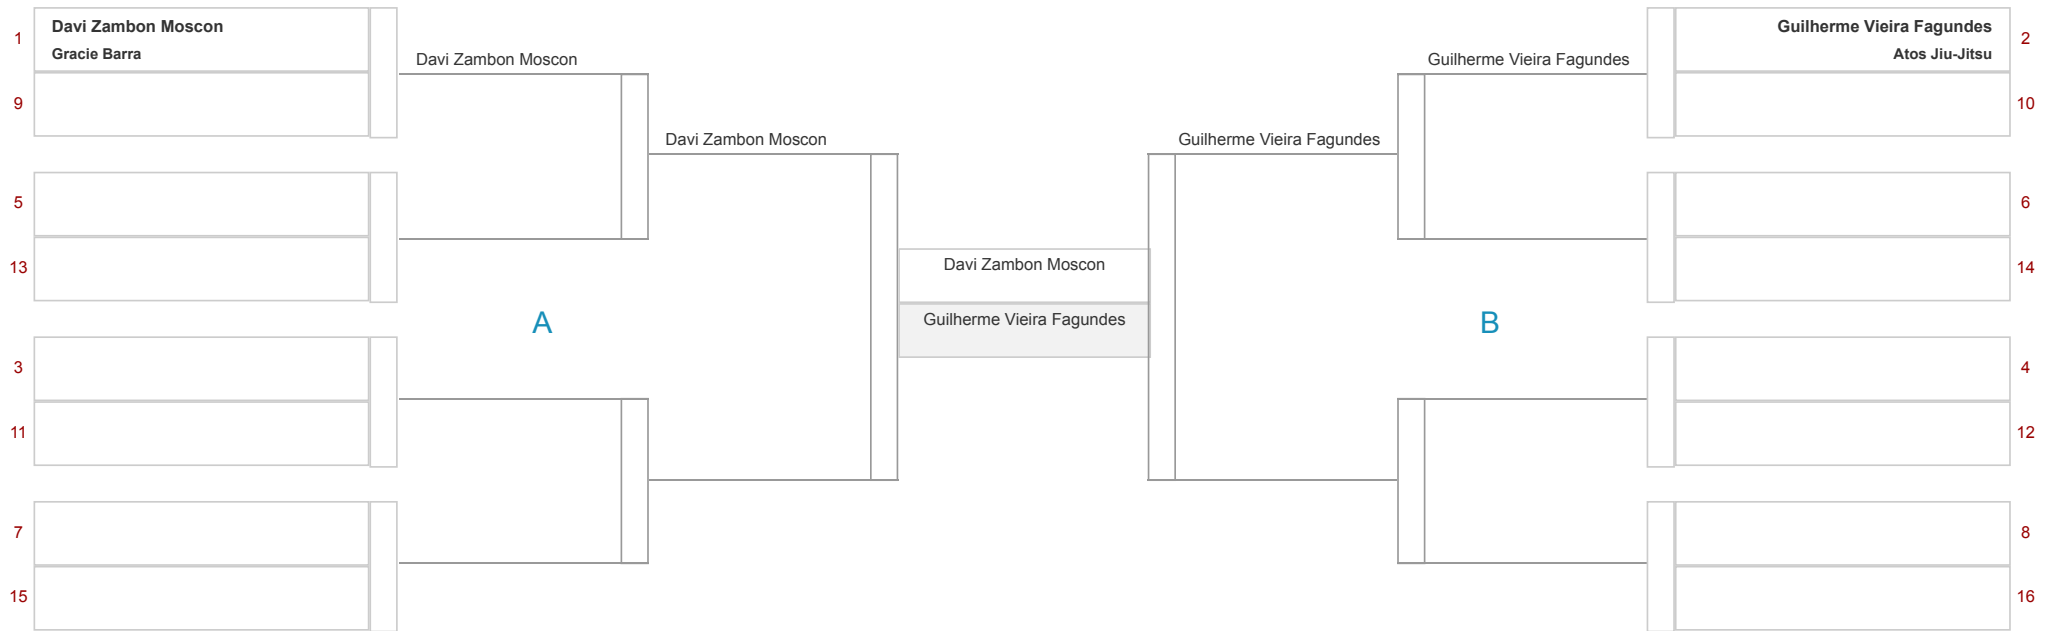 1
Davi Zambon Moscon
Gracie Barra
9
5
13
3
11
7
15
Davi Zambon Moscon
Davi Zambon Moscon
A
Davi Zambon Moscon
Guilherme Vieira Fagundes
B
Guilherme Vieira Fagundes
Guilherme Vieira Fagundes
Guilherme Vieira Fagundes
Atos Jiu-Jitsu
2
10
6
14
4
12
8
16